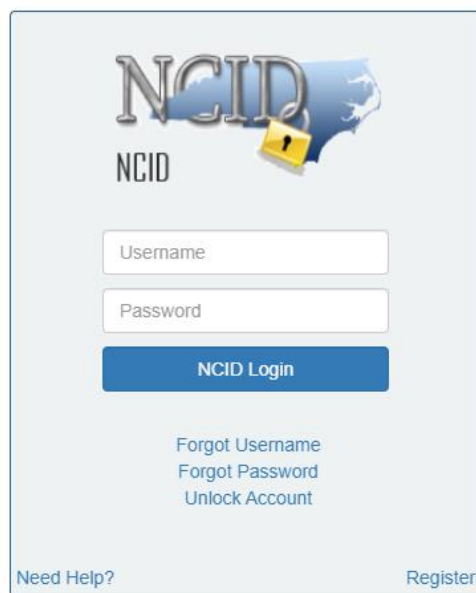 NCID
NCID
Username
Password
NCID Login
Forgot Username
Forgot Password
Unlock Account
Need Help?
Register